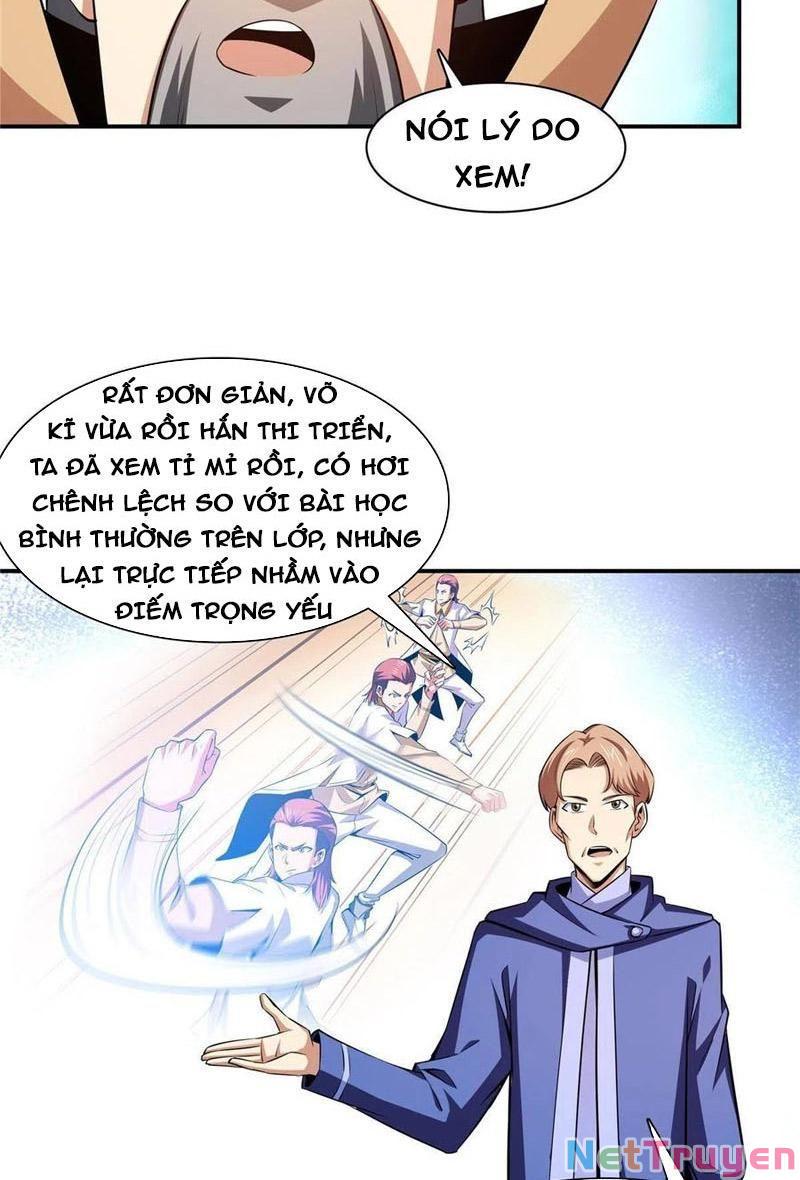 NÓI LÝ DO
XEM!
RẤT ĐƠN GIẢN, VÕ
KĨ VỪA RỒI HẮN THI TRIỂN,
TA ĐÃ XEM TỈ MỈ RỒI, CÓ HƠI
CHÊNH LỆCH SO VỚI BÀI HỌC
BÌNH THƯỜNG TRÊN LỚP, NHƯNG
LẠI TRỰC TIẾP NHẰM VÀO
ĐIẾM TRỌNG YẾU
NetTruyen